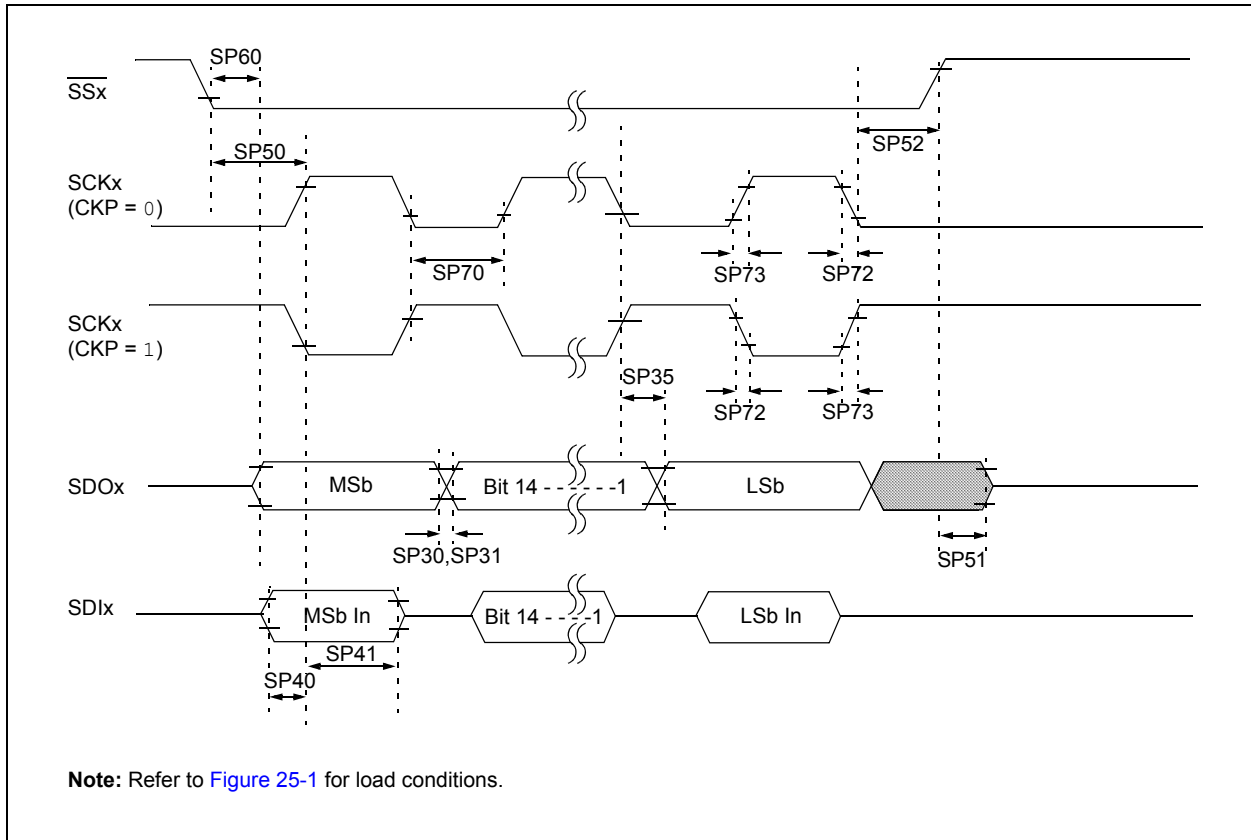 SP60
SSx
SP50
SP52
SCKx
(CKP = 0)
SP70
SP73
SP72
SCKx
(CKP = 1)
SP35
SP72
SP73
SDOx
MSb
Bit 14 - - - - - -1
LSb
SP30,SP31
SP51
SDIx
MSb In
Bit 14 - - - -1
LSb In
SP41
SP40
Note: Refer to Figure 25-1 for load conditions.